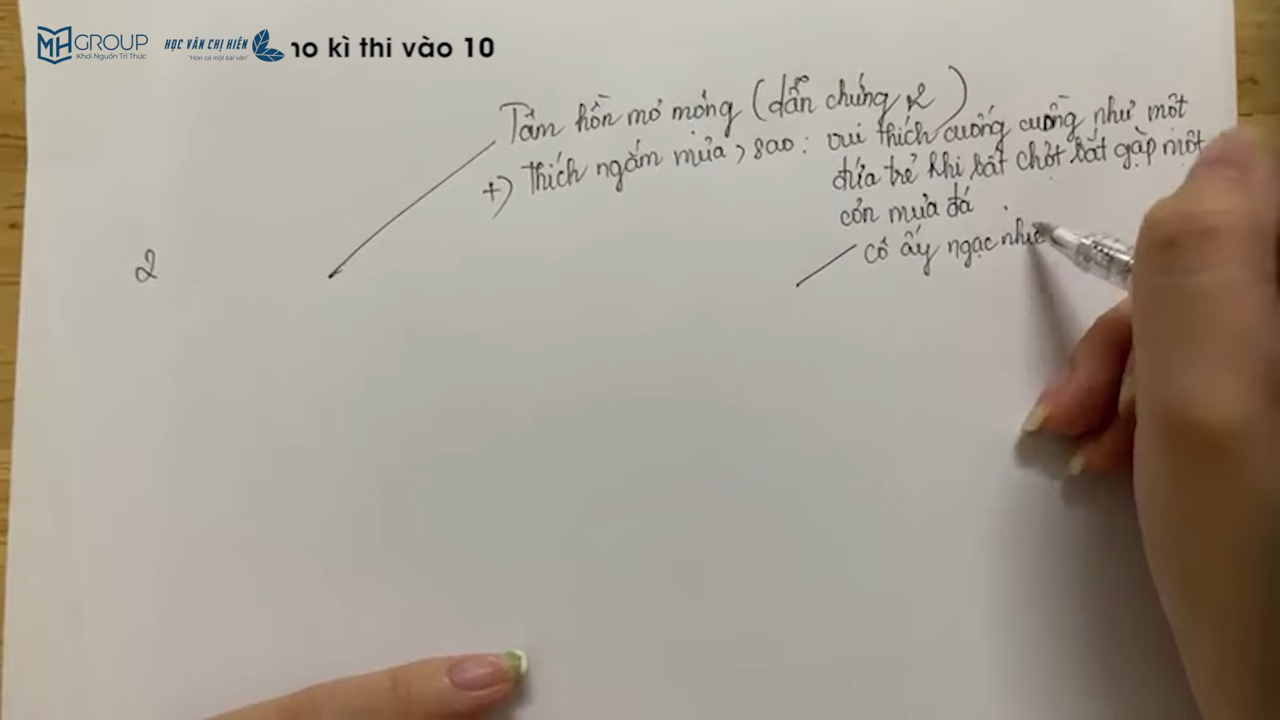 MH GROUP
Khơi Nguồn Tri Thức
HỌC VĂN CHỊ HIÊN
"Hơn cả một bài văn"
ho kì thi vào 10
Tâm hồn mơ mộng (dẫn chứng 2)
+) thích ngắm mưa, sao: vui thích cuống cuồng như một
đứa trẻ khi bất chợt bắt gặp một
cơn mưa đá
cô ấy ngạc như
2